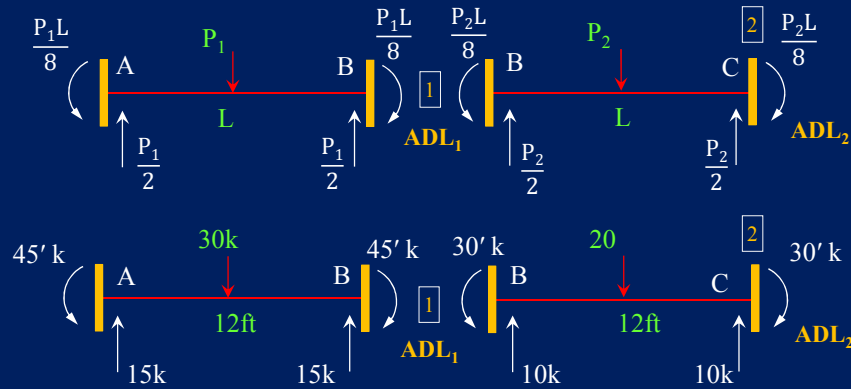 P₁L/8 A P₁ B P₁L/8 1 P₂L/8 B P₂ C 2 P₂L/8
L ADL₁ L ADL₂
P₁/2 P₁/2 P₂/2 P₂/2
45′ k A 30k B 45′ k 1 30′ k B 20 C 2 30′k
12ft ADL₁ 12ft ADL₂
15k 15k 10k 10k